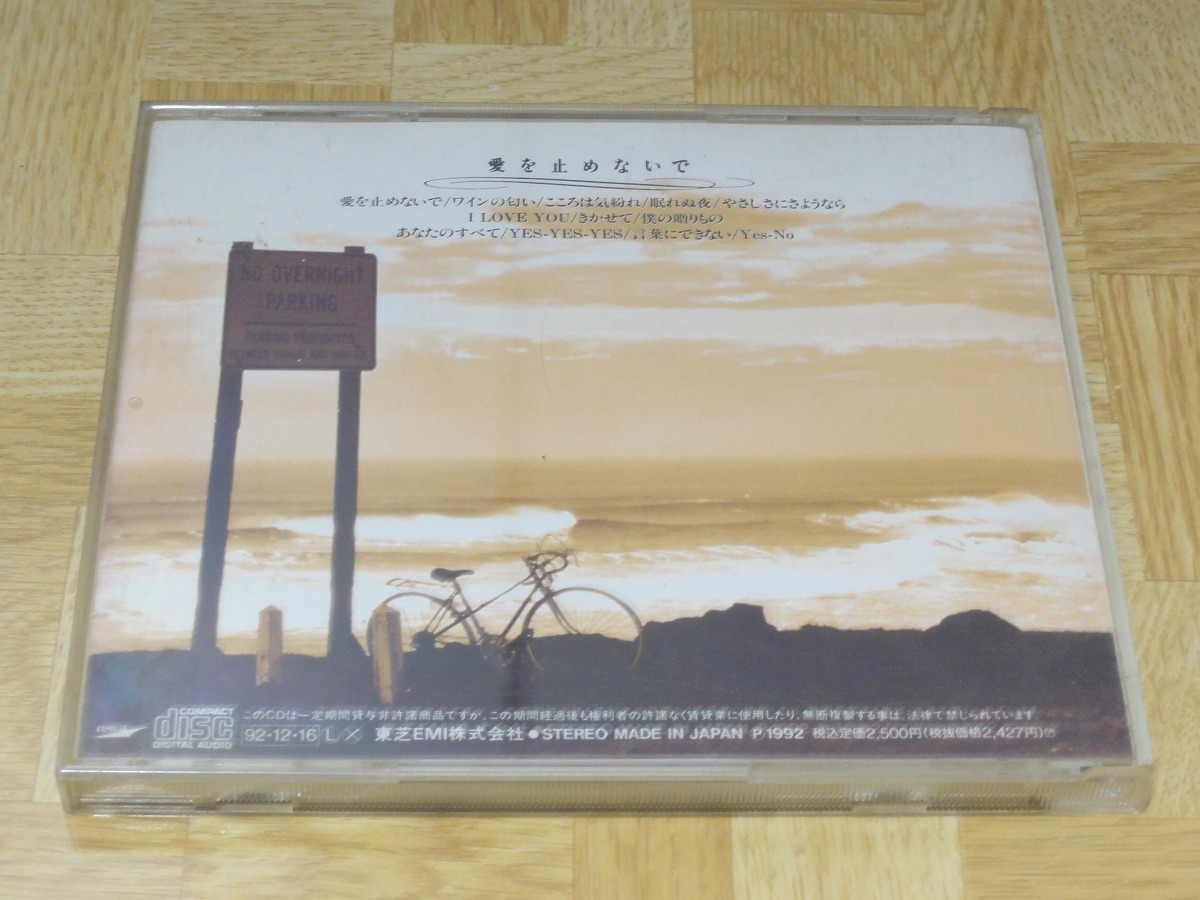 愛を止めないで
愛を止めないで/ワインの匂い/こころは気紛れ/眠れぬ夜/やさしさにさようなら
I LOVE YOU/きかせて/僕の贈りもの
あなたのすべて/YES-YES-YES/言葉にできない/Yes-No
NO OVERNIGHT
PARKING
PARKING PROHIBITED
COMPACT
disc
DIGITAL AUDIO
このCDは一定期間貸与非許諾商品ですが、この期間経過後も権利者の許諾なく賃貸業に使用したり、無断複製する事は、法律で禁じられています。
92・12・16 L X 東芝EMI株式会社●STEREO MADE IN JAPAN P1992 税込定価2,500円(税抜価格2,427円)